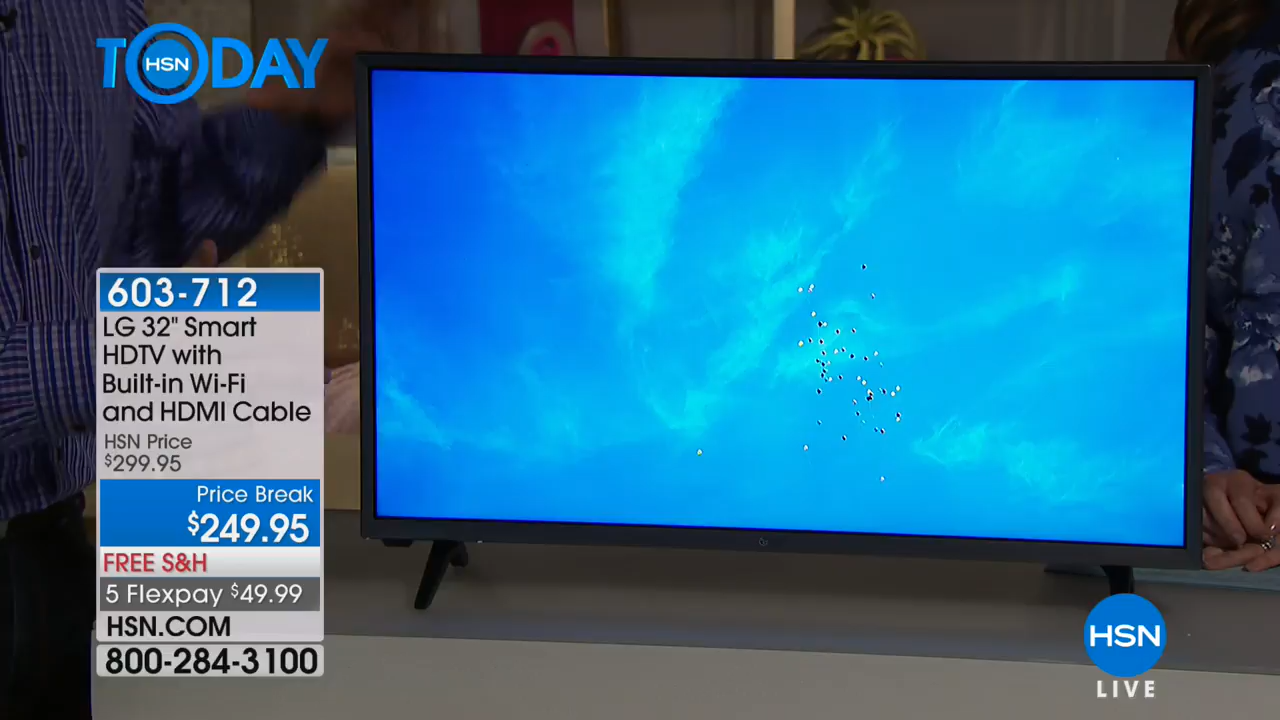 TODAY
HSN
603-712
LG 32" Smart
HDTV with
Built-in Wi-Fi
and HDMI Cable
HSN Price
$299.95
Price Break
$249.95
FREE S&H
5 Flexpay $49.99
HSN.COM
800-284-3100
HSN
LIVE